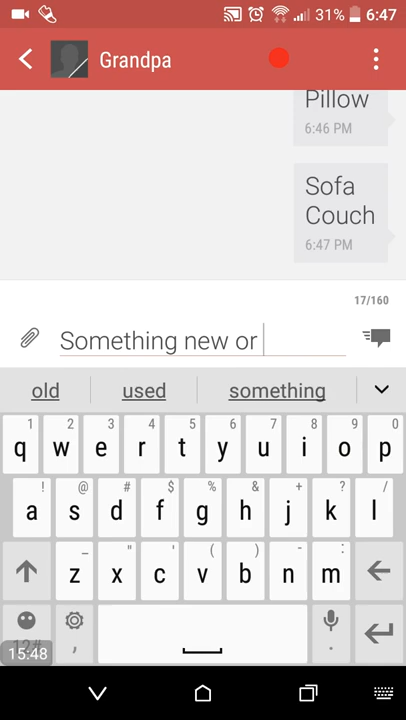 31% 6:47
Grandpa
Pillow
6:46 PM
Sofa
Couch
6:47 PM
17/160
Something new or
old used something
1 2 3 4 5 6 7 8 9 0
q w e r t y u i o p
! @ # $ % & + ? /
a s d f g h j k l
_ " ' ( ) - :
z x c v b n m
12#
15:48 , .